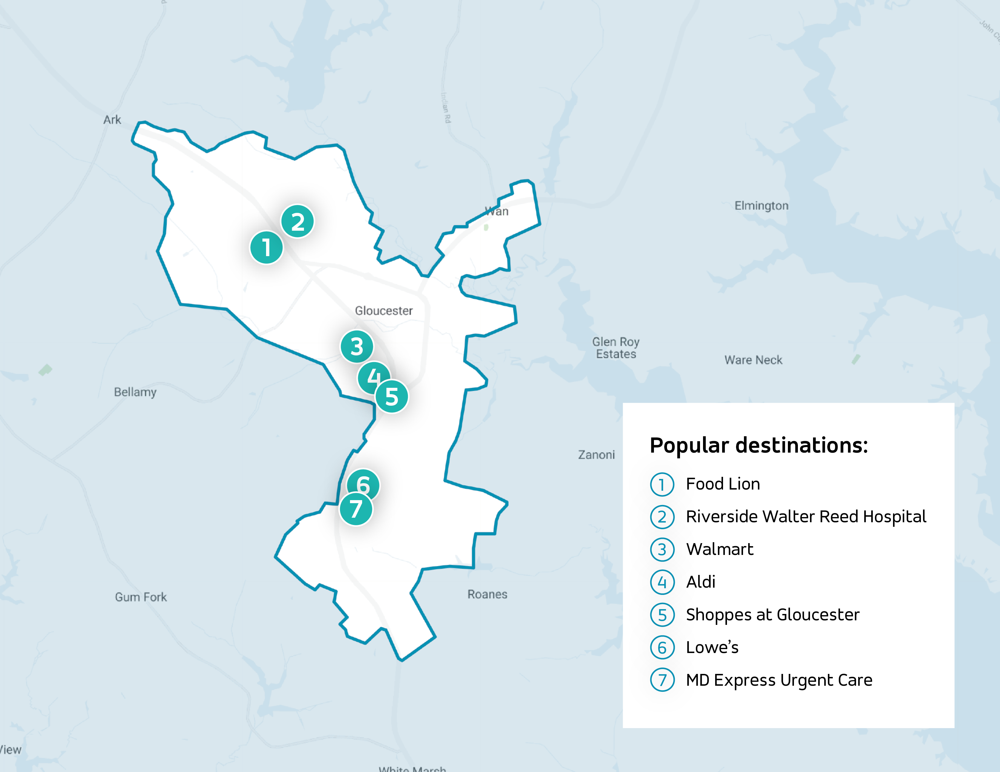 Indian Rd
Ark
Wan
Elmington
2
1
Gloucester
3
Glen Roy
Estates
Ware Neck
4
Bellamy
5
Zanoni
6
7
Gum Fork
Roanes
White Marsh
Popular destinations:
1 Food Lion
2 Riverside Walter Reed Hospital
3 Walmart
4 Aldi
5 Shoppes at Gloucester
6 Lowe’s
7 MD Express Urgent Care